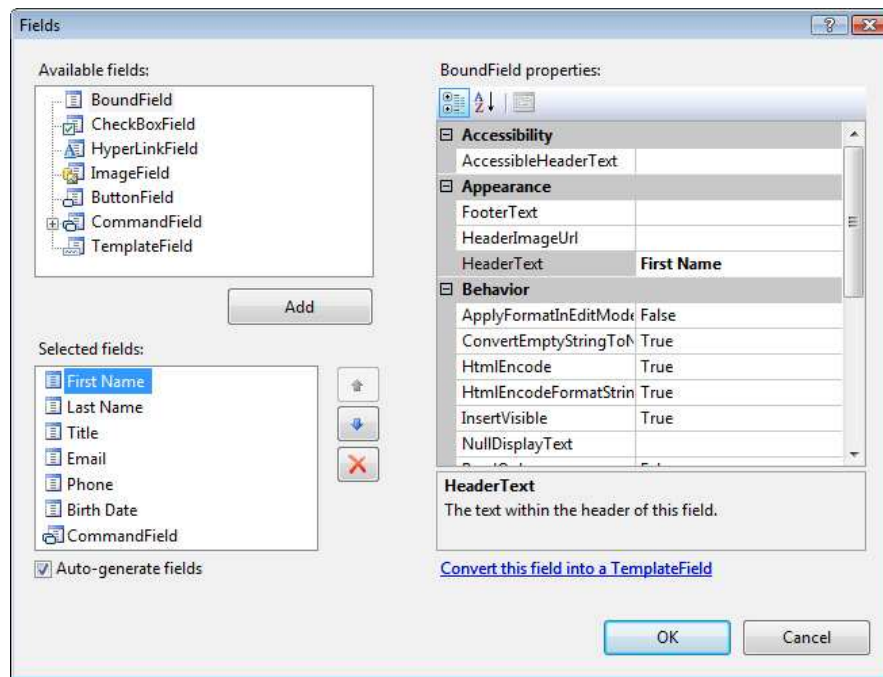 Fields
Available fields:
BoundField
CheckBoxField
HyperLinkField
ImageField
ButtonField
CommandField
TemplateField
Add
Selected fields:
First Name
Last Name
Title
Email
Phone
Birth Date
CommandField
Auto-generate fields
BoundField properties:
Accessibility
AccessibleHeaderText
Appearance
FooterText
HeaderImageUrl
HeaderText First Name
Behavior
ApplyFormatInEditMode False
ConvertEmptyStringToN True
HtmlEncode True
HtmlEncodeFormatStrin True
InsertVisible True
NullDisplayText
HeaderText
The text within the header of this field.
Convert this field into a TemplateField
OK Cancel